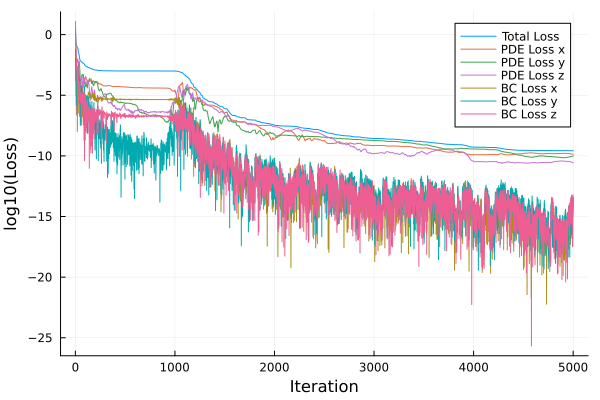 0
−5
−10
−15
−20
−25
log10(Loss)
Total Loss
PDE Loss x
PDE Loss y
PDE Loss z
BC Loss x
BC Loss y
BC Loss z
0 1000 2000 3000 4000 5000
Iteration